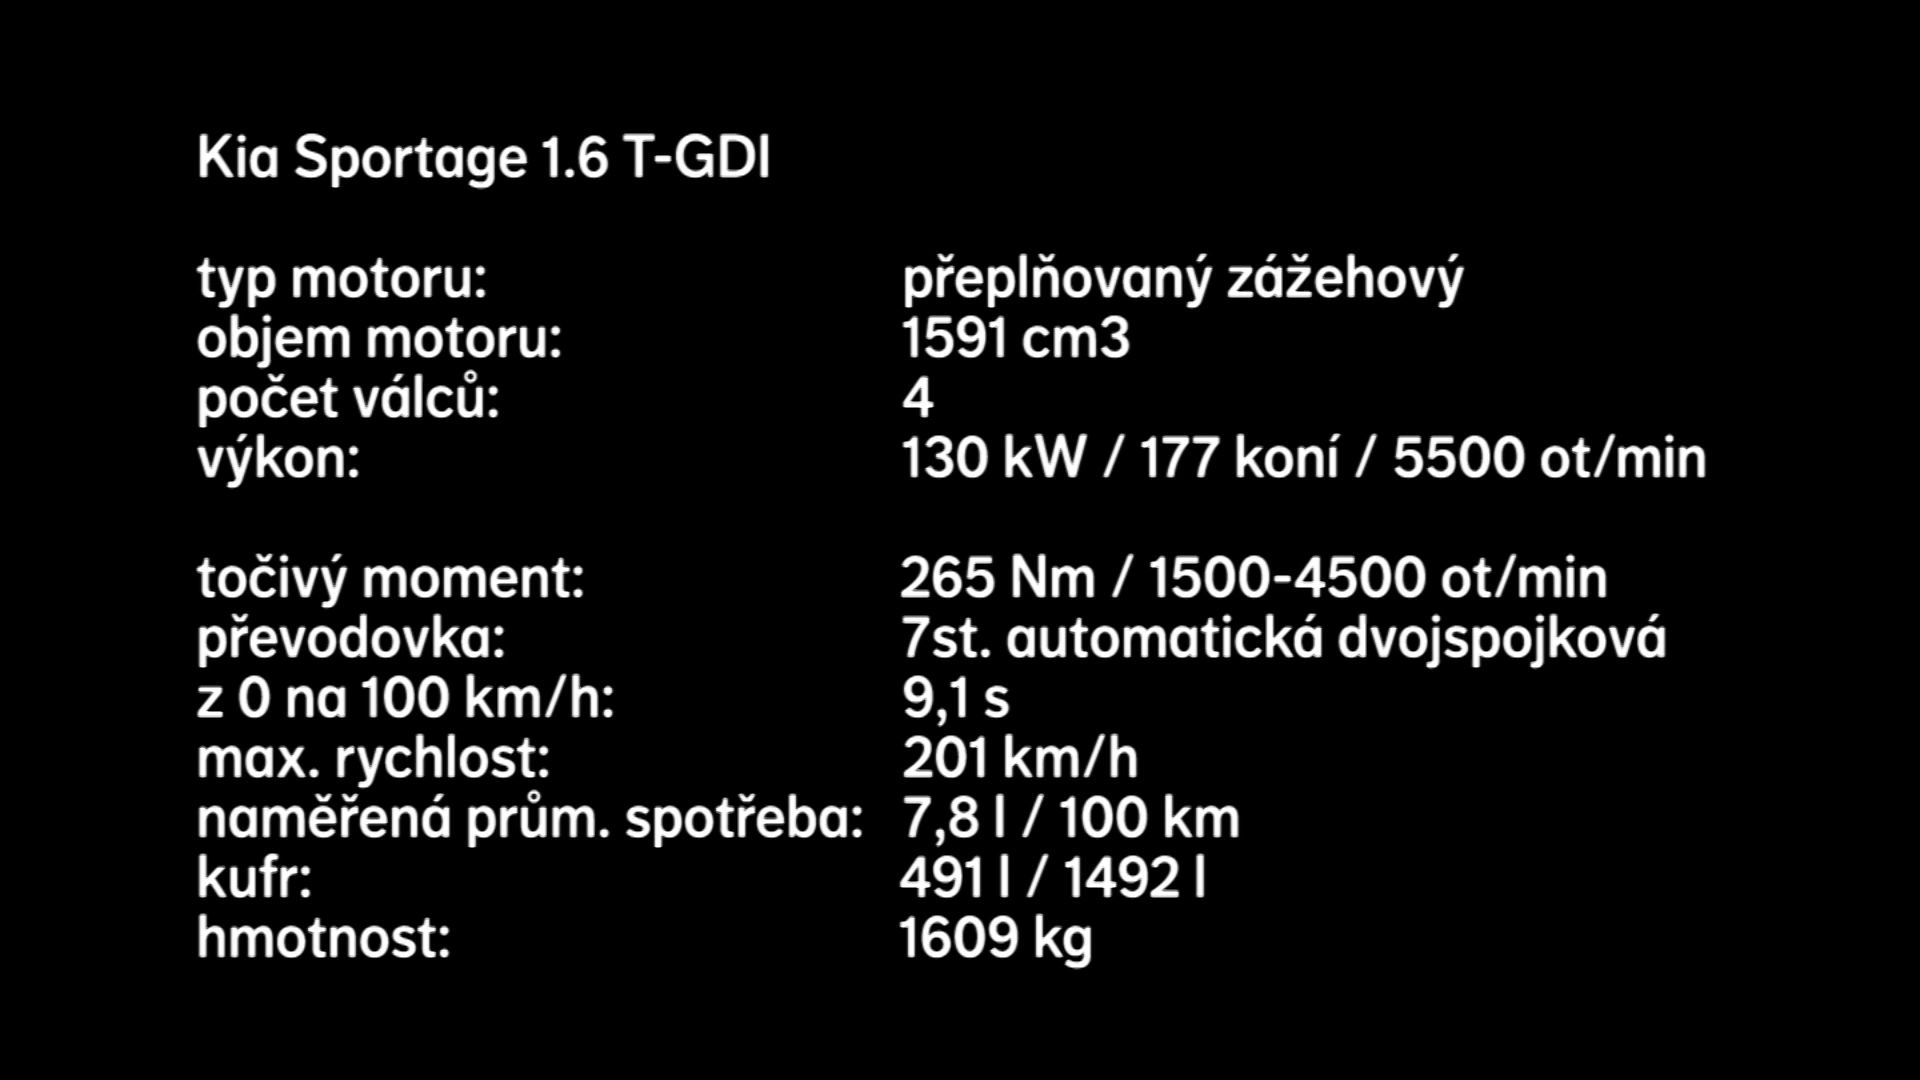 Kia Sportage 1.6 T-GDI
typ motoru: přeplňovaný zážehový
objem motoru: 1591 cm3
počet válců: 4
výkon: 130 kW / 177 koní / 5500 ot/min
točivý moment: 265 Nm / 1500-4500 ot/min
převodovka: 7st. automatická dvojspojková
z 0 na 100 km/h: 9,1 s
max. rychlost: 201 km/h
naměřená prům. spotřeba: 7,8 l / 100 km
kufr: 491 l / 1492 l
hmotnost: 1609 kg